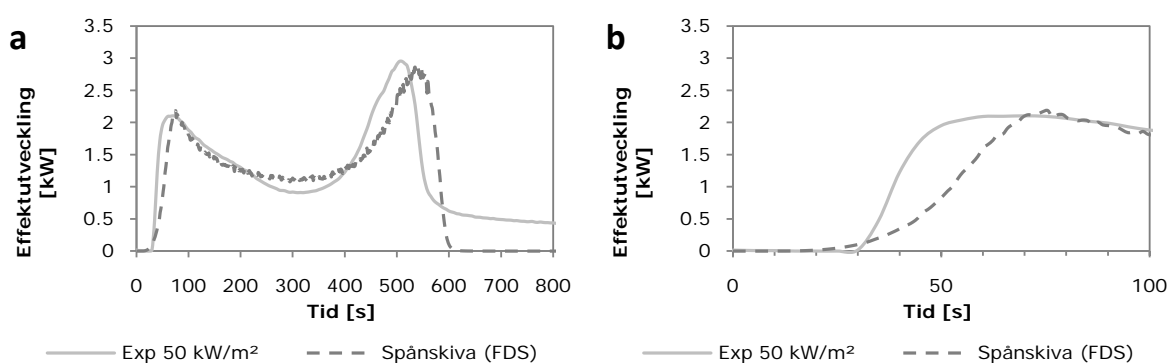 a
3.5
3
2.5
2
1.5
1
0.5
0
Effektutveckling
[kW]
0 100 200 300 400 500 600 700 800
Tid [s]
Exp 50 kW/m² Spånskiva (FDS)
b
3.5
3
2.5
2
1.5
1
0.5
0
Effektutveckling
[kW]
0 50 100
Tid [s]
Exp 50 kW/m² Spånskiva (FDS)